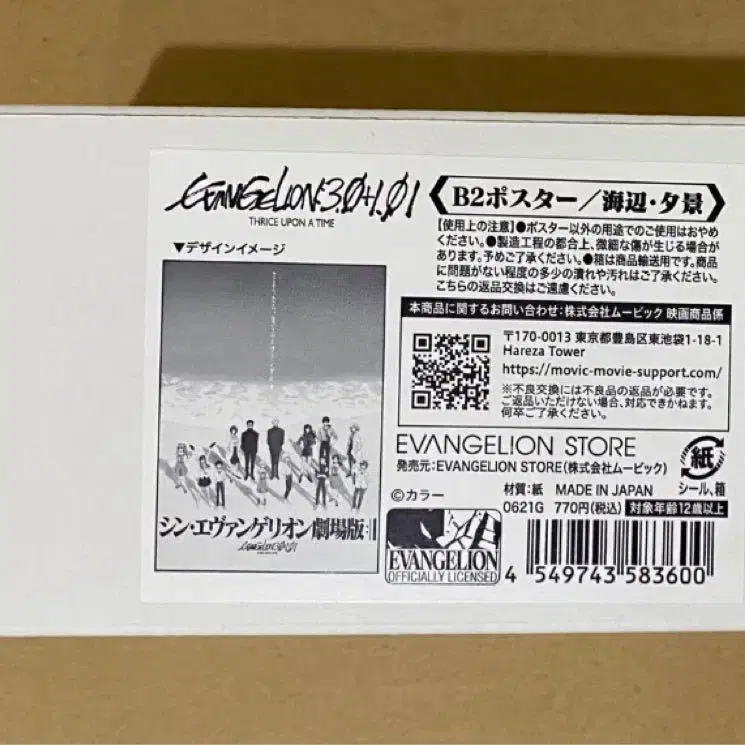 EVANGELION:3.0+1.01
THRICE UPON A TIME
▼デザインイメージ
シン・エヴァンゲリオン劇場版:||
B2ポスター/海辺・夕景
【使用上の注意】●ポスター以外の用途でのご使用はおやめ
ください。●製造工程の都合上、微細な傷が生じる場合が
あります。予めご了承ください。●箱は商品輸送用です。商品
に問題がない程度の多少の潰れや汚れはご了承ください。
こちらの返品交換はご遠慮ください。
本商品に関するお問い合わせ:株式会社ムービック 映画商品係
〒170-0013 東京都豊島区東池袋1-18-1
Hareza Tower
https://movic-movie-support.com/
※不良交換には不良品の返品が必要です。
ご返品いただけない場合、対応できかねます。
何卒ご了承ください。
EVANGELION STORE
発売元:EVANGELION STORE(株式会社ムービック)
紙
シール、箱
©カラー
材質:紙 MADE IN JAPAN
0621G 770円(税込) 対象年齢12歳以上
EVANGELION
OFFICIALLY LICENSED
4 549743 583600